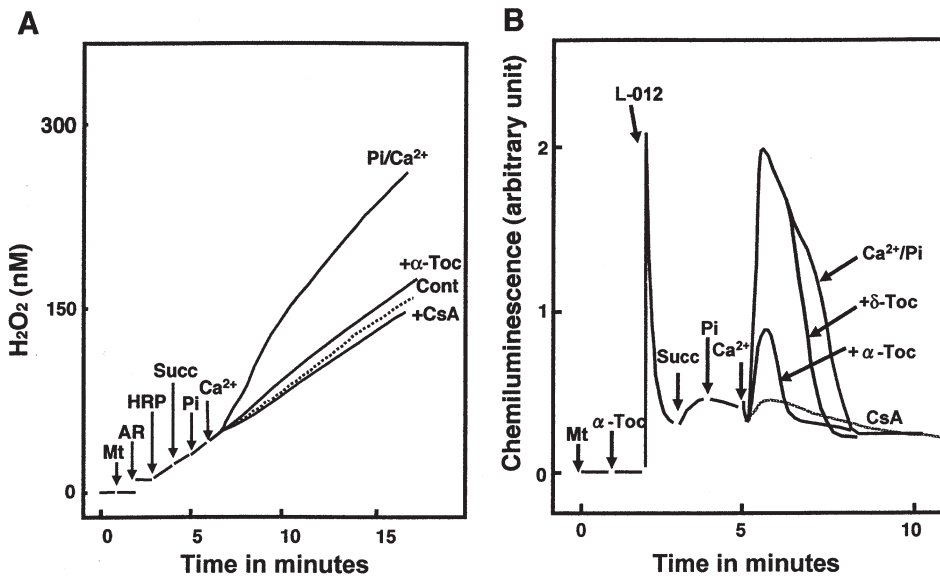 A
H₂O₂ (nM)
300
150
0
Pi/Ca²⁺
+α-Toc
Cont
+CsA
Succ
Ca²⁺
HRP
Pi
AR
Mt
0 5 10 15
Time in minutes
B
Chemiluminescence (arbitrary unit)
2
1
0
L-012
Ca²⁺/Pi
+δ-Toc
+ α -Toc
Pi
Succ
Ca²⁺
CsA
Mt
α -Toc
0 5 10
Time in minutes